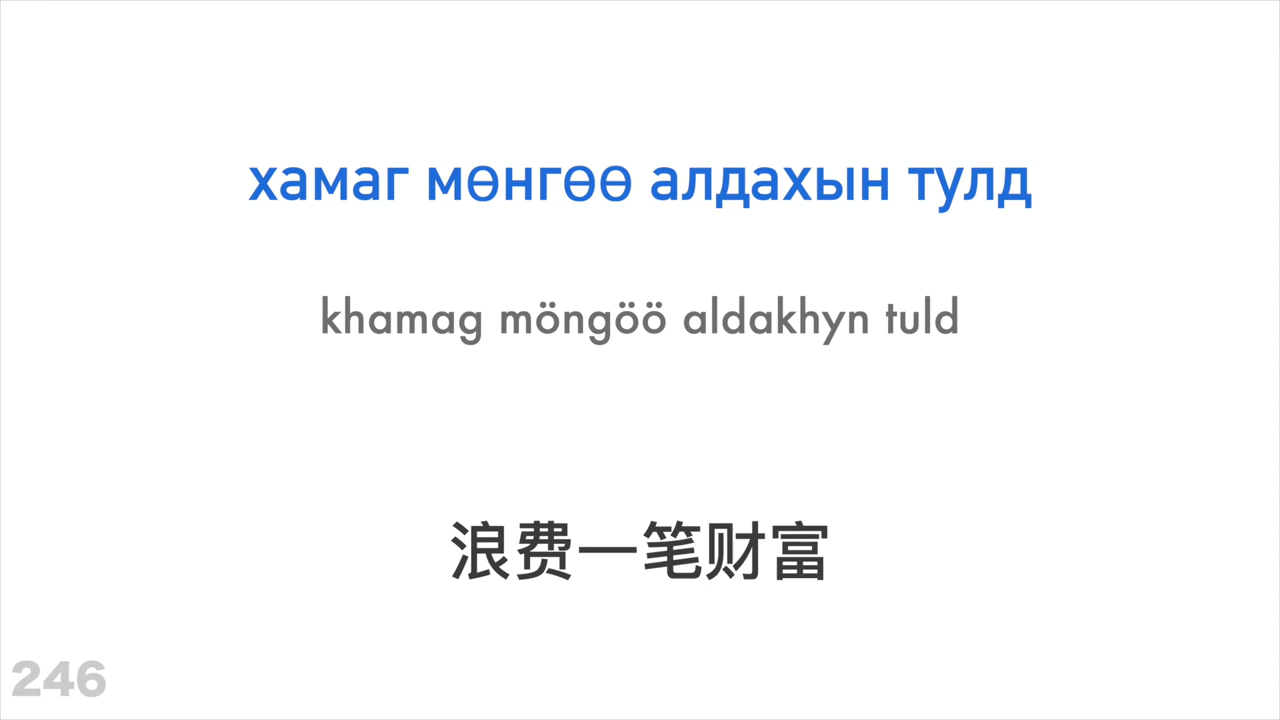 хамаг мөнгөө алдахын тулд
khamag möngöö aldakhyn tuld
浪费一笔财富
246